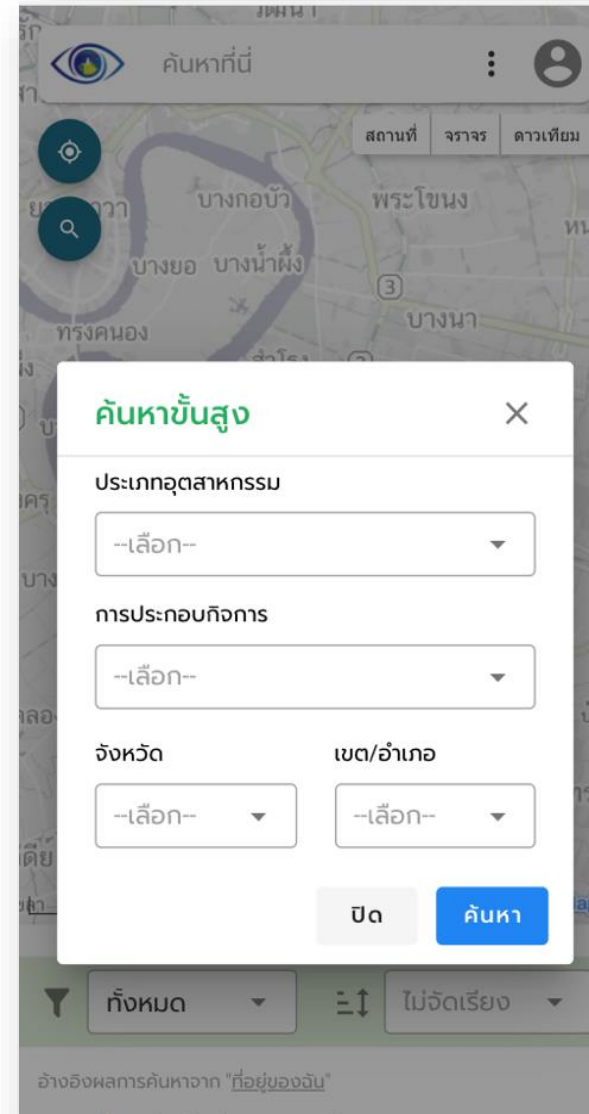 ค้นหาที่นี่
สถานที่ จราจร ดาวเทียม
บางกอบัว พระโขนง
บางยอ บางน้ำผึ้ง
3
ทรงคนอง บางนา
ค้นหาขั้นสูง
ประเภทอุตสาหกรรม
--เลือก--
การประกอบกิจการ
--เลือก--
จังหวัด เขต/อำเภอ
--เลือก-- --เลือก--
ปิด ค้นหา
ทั้งหมด ไม่จัดเรียง
อ้างอิงผลการค้นหาจาก "ที่อยู่ของฉัน"